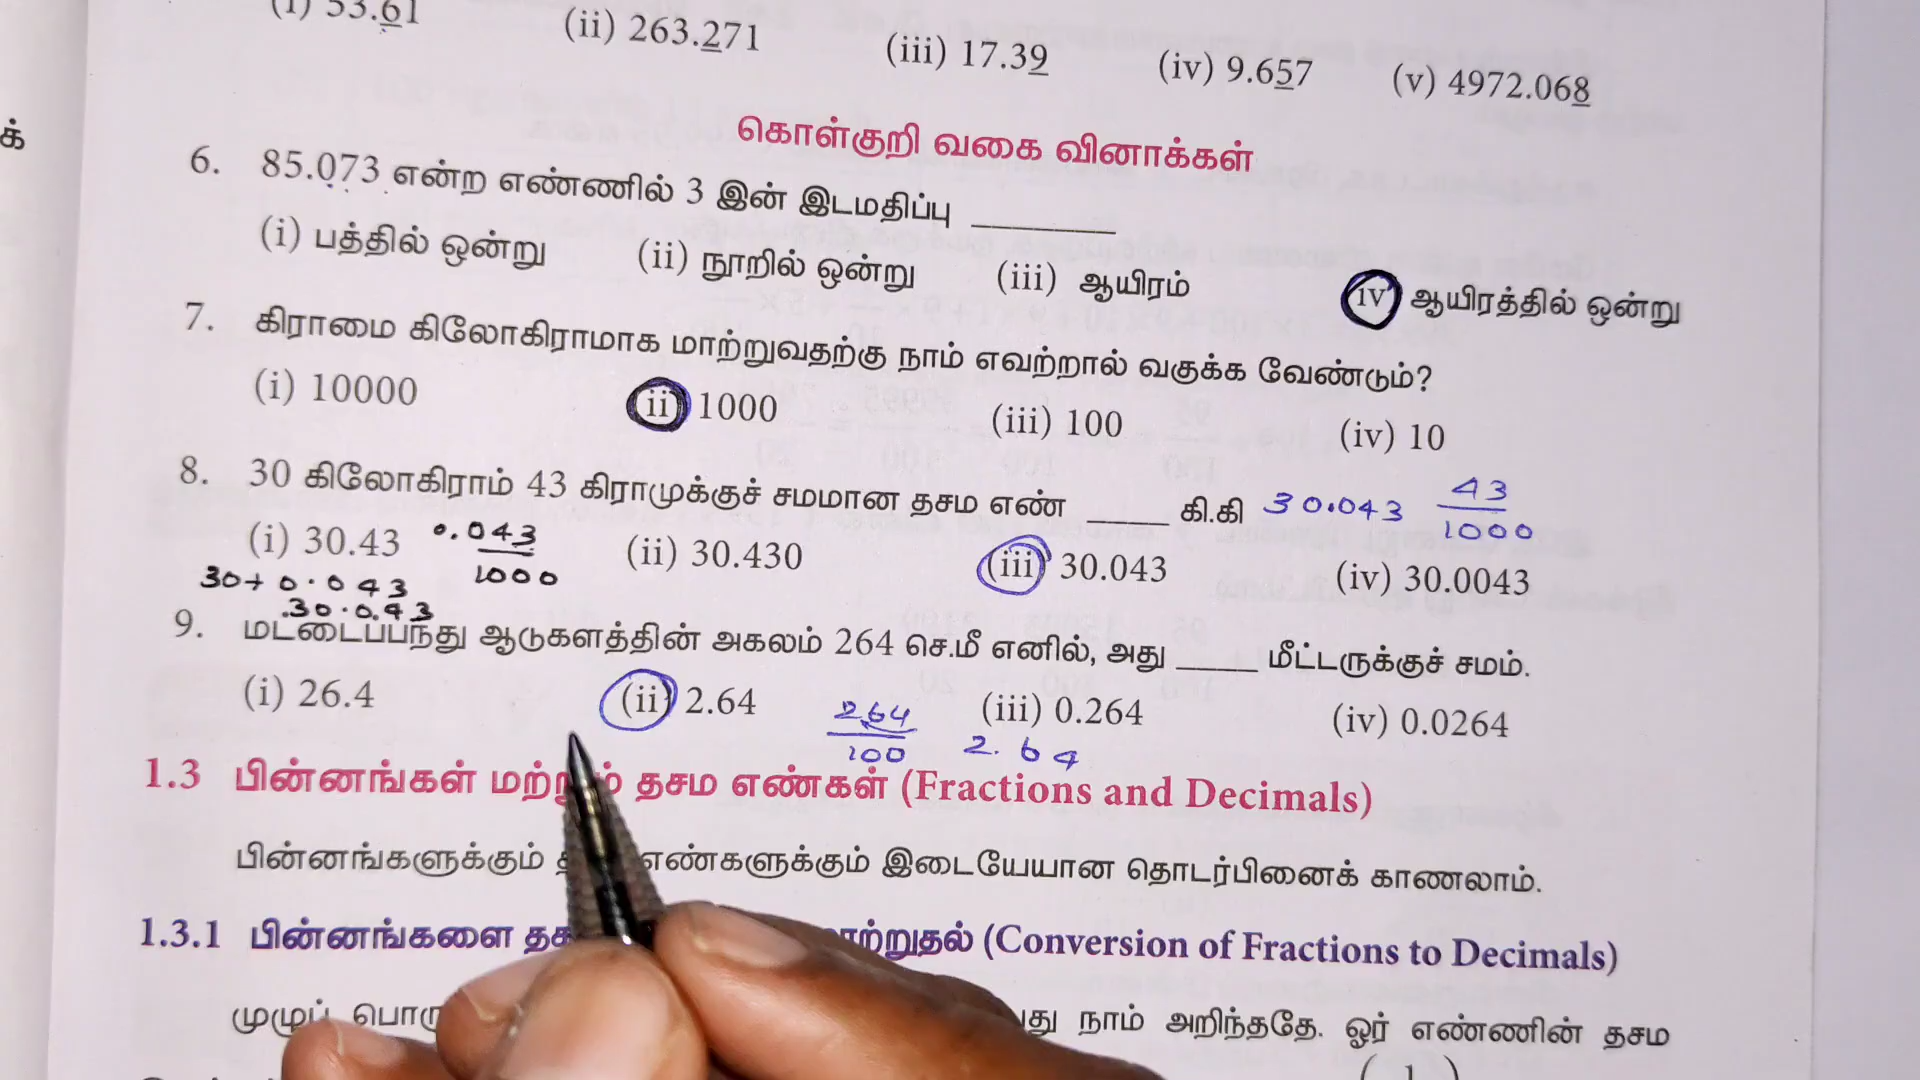 (i) 53.61 (ii) 263.271 (iii) 17.39 (iv) 9.657 (v) 4972.068
க்
கொள்குறி வகை வினாக்கள்
6. 85.073 என்ற எண்ணில் 3 இன் இடமதிப்பு ______
(i) பத்தில் ஒன்று (ii) நூறில் ஒன்று (iii) ஆயிரம் (iv) ஆயிரத்தில் ஒன்று
7. கிராமை கிலோகிராமாக மாற்றுவதற்கு நாம் எவற்றால் வகுக்க வேண்டும்?
(i) 10000 (ii) 1000 (iii) 100 (iv) 10
8. 30 கிலோகிராம் 43 கிராமுக்குச் சமமான தசம எண் ____ கி.கி 30.043 43/1000
(i) 30.43 0.043/1000 (ii) 30.430 (iii) 30.043 (iv) 30.0043
30+0.043
30.043
9. மட்டைப்பந்து ஆடுகளத்தின் அகலம் 264 செ.மீ எனில், அது ____ மீட்டருக்குச் சமம்.
(i) 26.4 (ii) 2.64 264/100 (iii) 0.264 (iv) 0.0264
2.64
1.3 பின்னங்கள் மற்றும் தசம எண்கள் (Fractions and Decimals)
பின்னங்களுக்கும் எண்களுக்கும் இடையேயான தொடர்பினைக் காணலாம்.
1.3.1 பின்னங்களை மாற்றுதல் (Conversion of Fractions to Decimals)
முழுப் நாம் அறிந்ததே. ஓர் எண்ணின் தசம